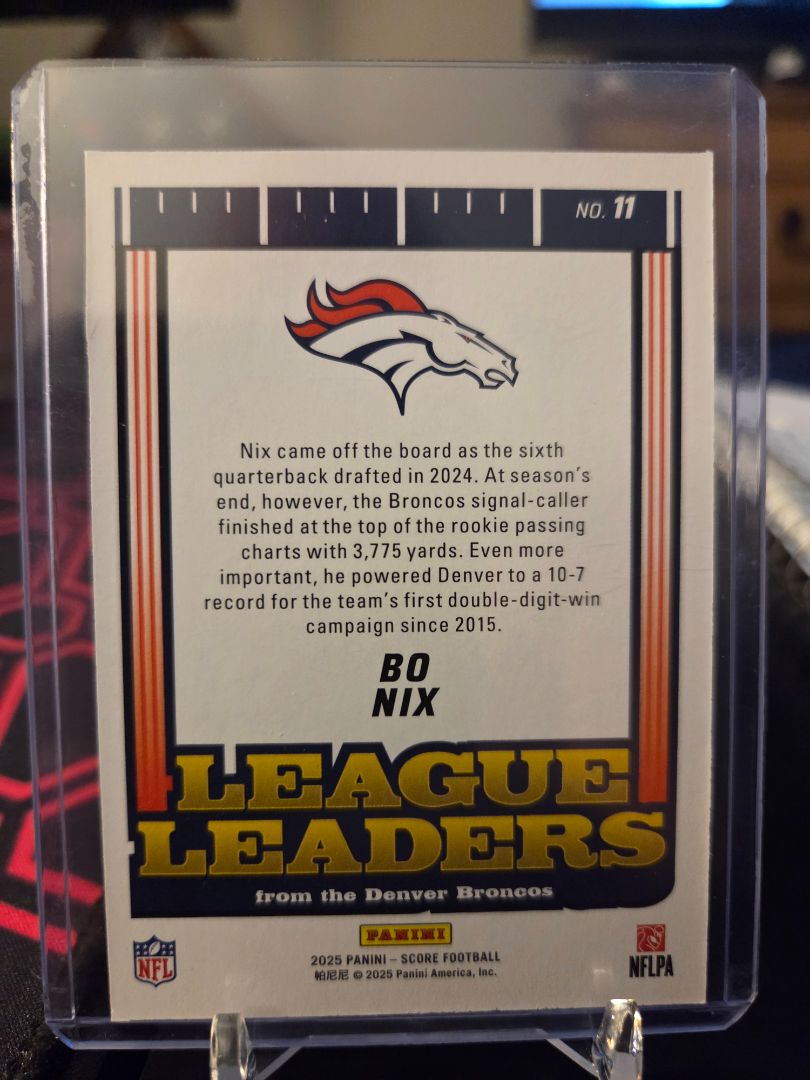 NO. 11
Nix came off the board as the sixth
quarterback drafted in 2024. At season's
end, however, the Broncos signal-caller
finished at the top of the rookie passing
charts with 3,775 yards. Even more
important, he powered Denver to a 10-7
record for the team's first double-digit-win
campaign since 2015.
BO
NIX
LEAGUE
LEADERS
from the Denver Broncos
PANINI
NFL
2025 PANINI – SCORE FOOTBALL
帕尼尼 © 2025 Panini America, Inc.
NFLPA